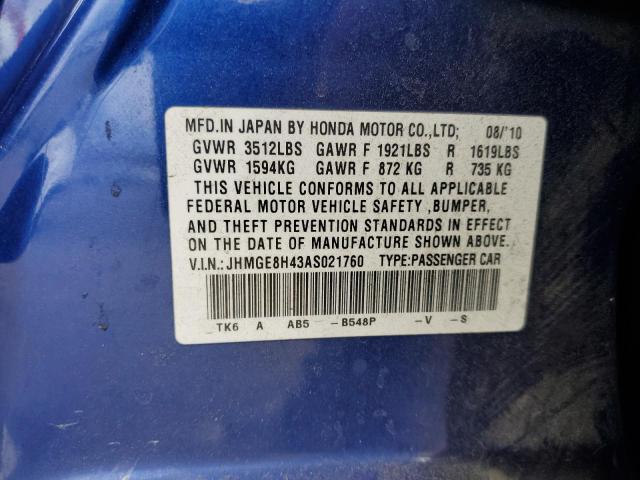 MFD.IN JAPAN BY HONDA MOTOR CO.,LTD; 08/'10
GVWR 3512LBS GAWR F 1921LBS R 1619LBS
GVWR 1594KG GAWR F 872 KG R 735 KG
THIS VEHICLE CONFORMS TO ALL APPLICABLE
FEDERAL MOTOR VEHICLE SAFETY ,BUMPER,
AND THEFT PREVENTION STANDARDS IN EFFECT
ON THE DATE OF MANUFACTURE SHOWN ABOVE.
V.I.N.: JHMGE8H43AS021760 TYPE:PASSENGER CAR
TK6 A AB5 -B548P -V -S